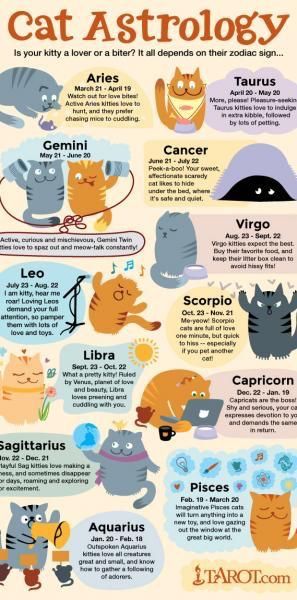 Cat Astrology
Is your kitty a lover or a biter? It all depends on their zodiac sign...
Aries
March 21 - April 19
Watch out for love bites!
Active Aries kitties love to
hunt, and they prefer
chasing mice to cuddling.
Taurus
April 20 - May 20
More, please! Pleasure-seeking
Taurus kitties love to indulge
in extra kibble, followed
by lots of petting.
Gemini
May 21 - June 20
Active, curious and mischievous, Gemini Twin
kitties love to spaz out and meow-talk constantly!
Cancer
June 21 - July 22
Peek-a-boo! Your sweet,
affectionate scaredy
cat likes to hide
under the bed, where
it's safe and quiet.
Virgo
Aug. 23 - Sept. 22
Virgo kitties expect the best.
Buy their favorite food, and
keep their litter box clean to
avoid hissy fits!
Leo
July 23 - Aug. 22
I am kitty, hear me
roar! Loving Leos
demand your full
attention, so pamper
them with lots of
love and toys.
Scorpio
Oct. 23 - Nov. 21
Me-yeow! Scorpio
cats are full of love
one minute, but quick
to hiss -- especially
if you pet another
cat!
Libra
Sept. 23 - Oct. 22
What a pretty kitty! Ruled
by Venus, planet of love
and beauty, Libra
loves preening and
cuddling with you.
Capricorn
Dec. 22 - Jan. 19
Capricats are the boss!
Shy and serious, your cat
expresses devotion to you
and demands the same
in return.
Sagittarius
Nov. 22 - Dec. 21
Playful Sag kitties love making a
mess, and sometimes disappear
for days, roaming and exploring
for excitement.
Pisces
Feb. 19 - March 20
Imaginative Pisces cats
will turn anything into a
new toy, and love gazing
out the window at the
great big world.
Aquarius
Jan. 20 - Feb. 18
Outspoken Aquarius
kitties love all creatures
great and small, and know
how to gather a following
of adorers.
TAROT.com